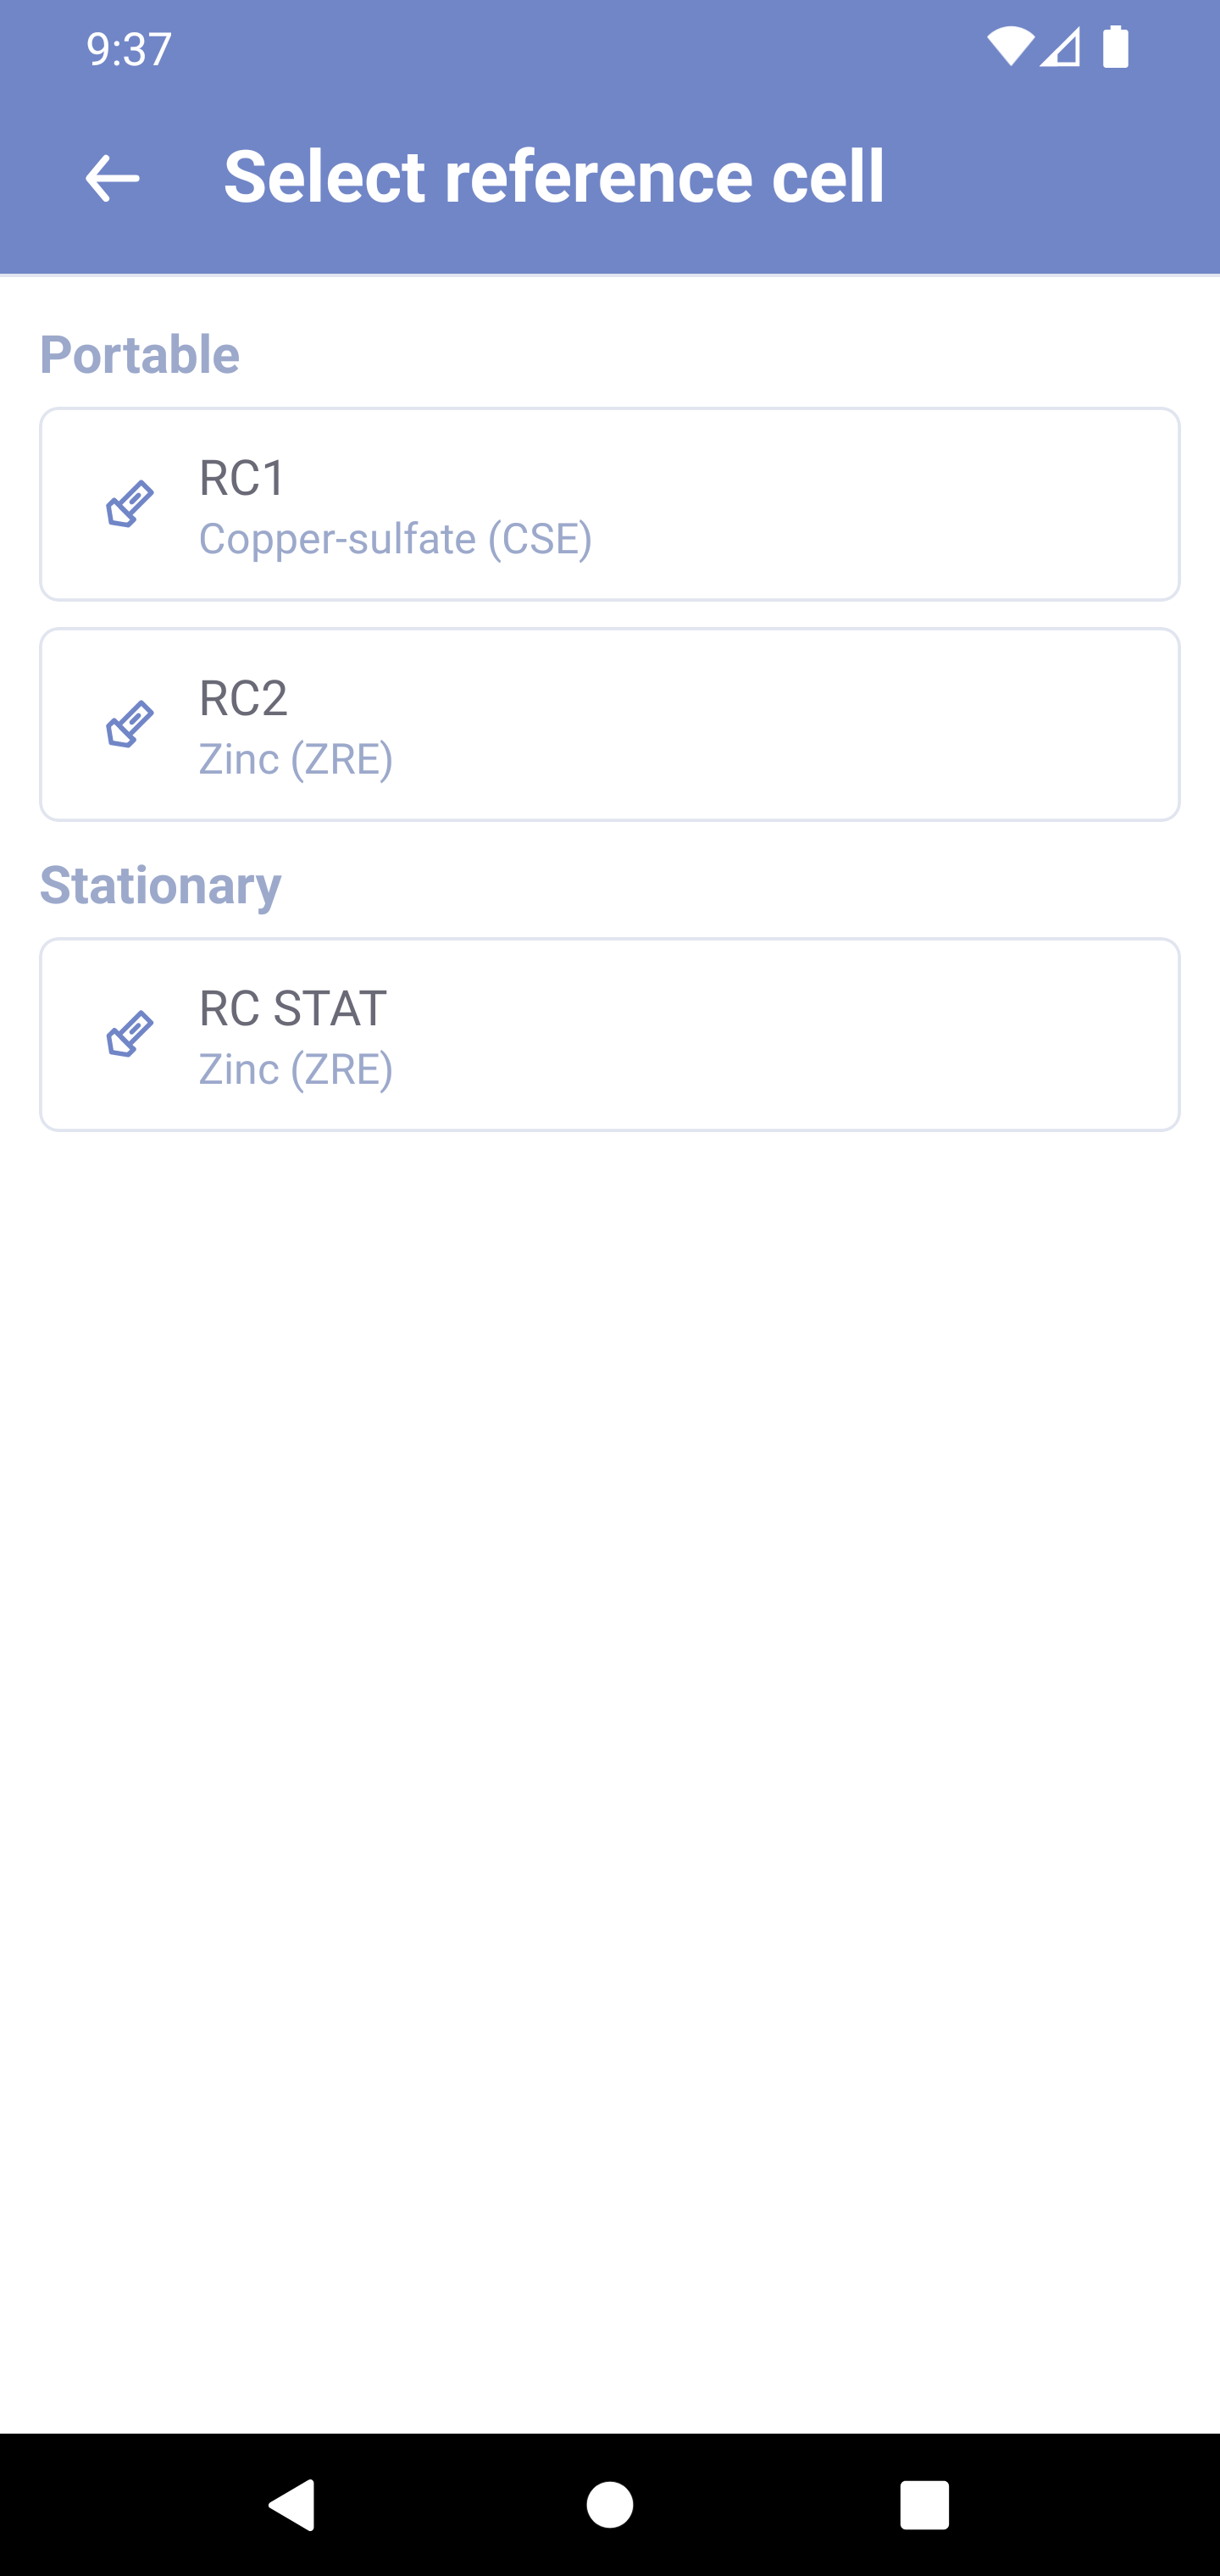 9:37
Select reference cell
Portable
RC1
Copper-sulfate (CSE)
RC2
Zinc (ZRE)
Stationary
RC STAT
Zinc (ZRE)